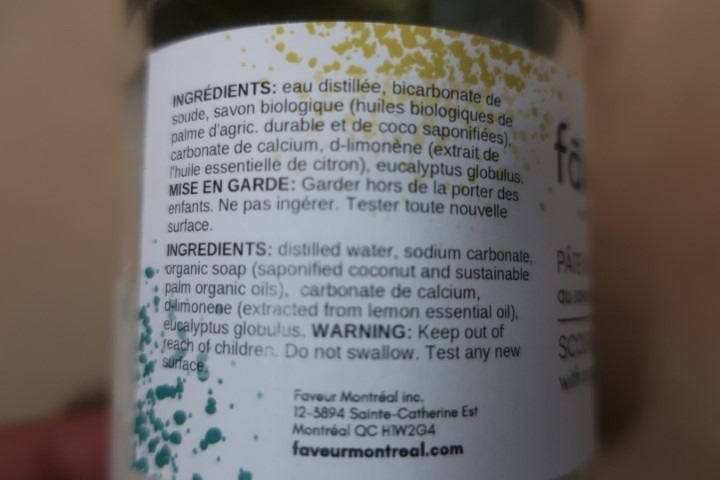 INGRÉDIENTS: eau distillée, bicarbonate de
soude, savon biologique (huiles biologiques de
palme d'agric. durable et de coco saponifiées),
carbonate de calcium, d-limonène (extrait de
l'huile essentielle de citron), eucalyptus globulus.
MISE EN GARDE: Garder hors de la porter des
enfants. Ne pas ingérer. Tester toute nouvelle
surface.
INGREDIENTS: distilled water, sodium carbonate,
organic soap (saponified coconut and sustainable
palm organic oils), carbonate de calcium,
d-limonene (extracted from lemon essential oil),
eucalyptus globulus. WARNING: Keep out of
reach of children. Do not swallow. Test any new
surface.
Faveur Montréal inc.
12-3894 Sainte-Catherine Est
Montréal QC H1W2G4
faveurmontreal.com
PÂTE
au
with